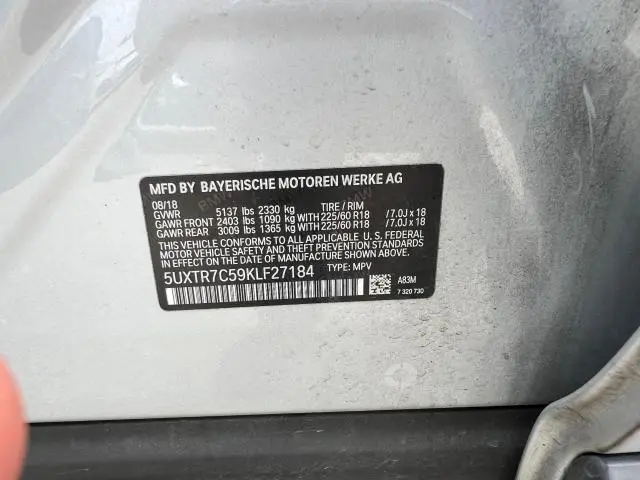 MFD BY BAYERISCHE MOTOREN WERKE AG
08/18
GVWR 5137 lbs 2330 kg TIRE / RIM
GAWR FRONT 2403 lbs 1090 kg WITH 225/60 R18 /7.0J x 18
GAWR REAR 3009 lbs 1365 kg WITH 225/60 R18 /7.0J x 18
THIS VEHICLE CONFORMS TO ALL APPLICABLE U.S. FEDERAL
MOTOR VEHICLE SAFETY AND THEFT PREVENTION STANDARDS
IN EFFECT ON THE DATE OF MANUFACTURE SHOWN ABOVE.
5UXTR7C59KLF27184 TYPE: MPV
A83M
7 320 730